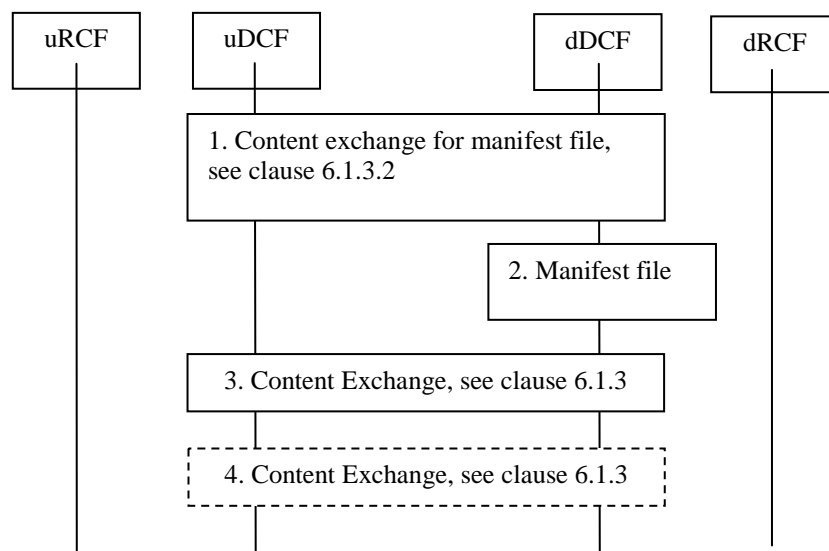 uRCF
uDCF
dDCF
dRCF
1. Content exchange for manifest file,
see clause 6.1.3.2
2. Manifest file
3. Content Exchange, see clause 6.1.3
4. Content Exchange, see clause 6.1.3